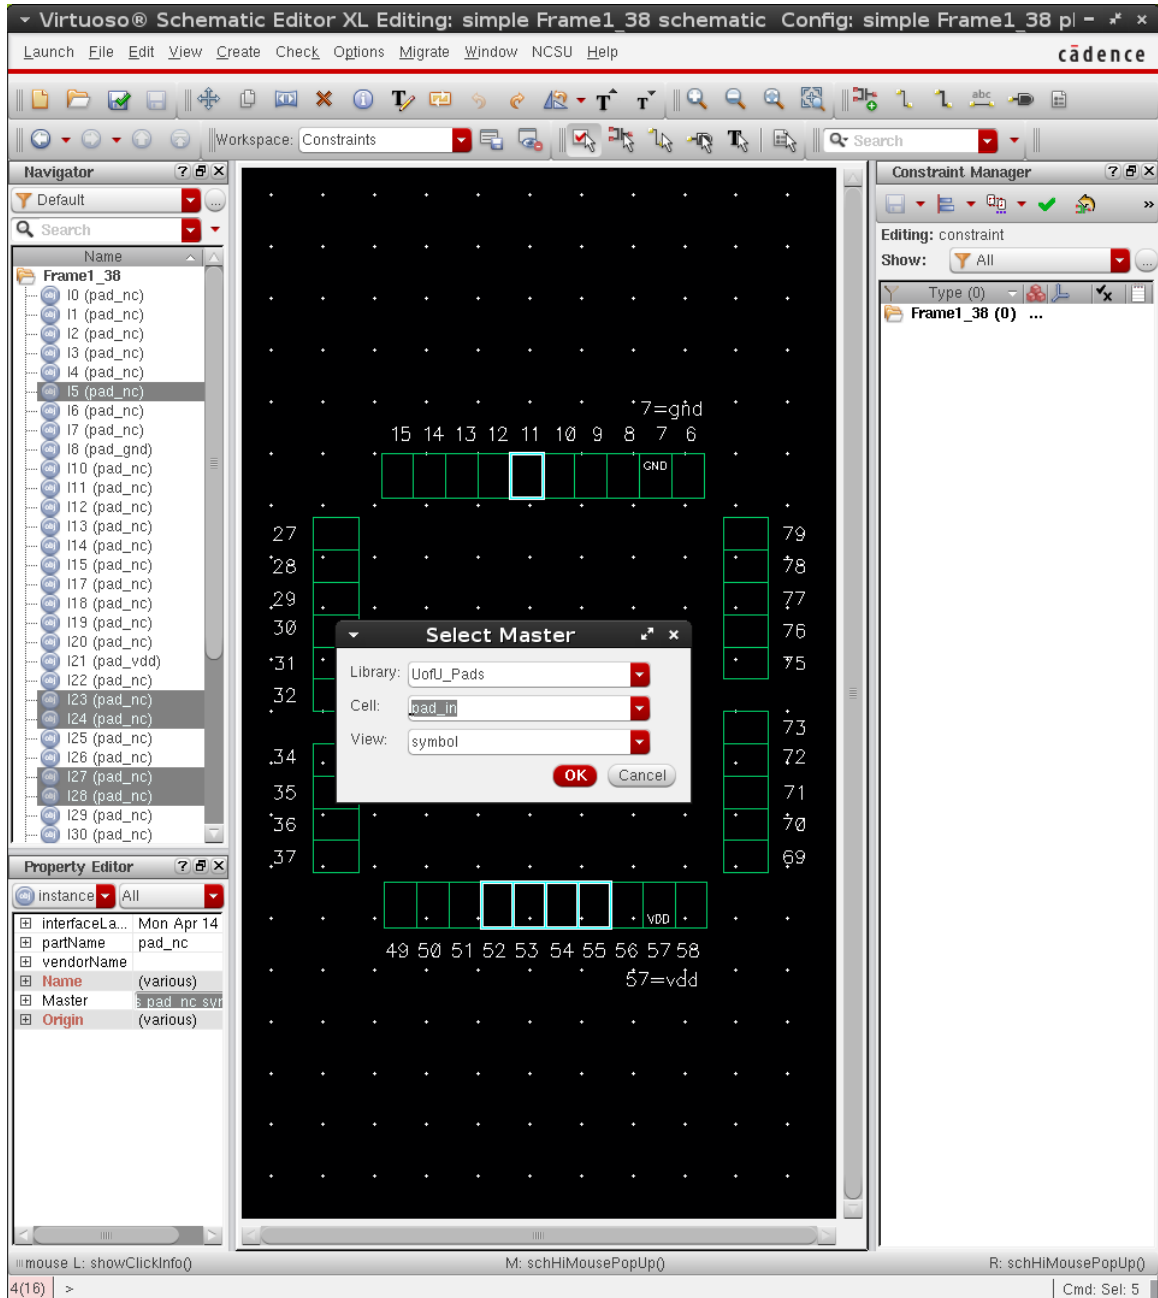 Virtuoso® Schematic Editor XL Editing: simple Frame1_38 schematic Config: simple Frame1_38 pl
Launch File Edit View Create Check Options Migrate Window NCSU Help
cādence
Workspace: Constraints
Search
Navigator
Default
Search
Name
Frame1_38
I0 (pad_nc)
I1 (pad_nc)
I2 (pad_nc)
I3 (pad_nc)
I4 (pad_nc)
I5 (pad_nc)
I6 (pad_nc)
I7 (pad_nc)
I8 (pad_gnd)
I10 (pad_nc)
I11 (pad_nc)
I12 (pad_nc)
I13 (pad_nc)
I14 (pad_nc)
I15 (pad_nc)
I17 (pad_nc)
I18 (pad_nc)
I19 (pad_nc)
I20 (pad_nc)
I21 (pad_vdd)
I22 (pad_nc)
I23 (pad_nc)
I24 (pad_nc)
I25 (pad_nc)
I26 (pad_nc)
I27 (pad_nc)
I28 (pad_nc)
I29 (pad_nc)
I30 (pad_nc)
Property Editor
instance All
interfaceLa... Mon Apr 14
partName pad_nc
vendorName
Name (various)
Master s pad_nc syr
Origin (various)
7=gnd
15 14 13 12 11 10 9 8 7 6
GND
27 79
28 78
29 77
30 76
31 75
32
73
34 72
35 71
36 70
37 69
VDD
49 50 51 52 53 54 55 56 57 58
57=vdd
Select Master
Library: UofU_Pads
Cell: pad_in
View: symbol
OK Cancel
Constraint Manager
Editing: constraint
Show: All
Type (0)
Frame1_38 (0) ...
mouse L: showClickInfo() M: schHiMousePopUp() R: schHiMousePopUp()
4(16) > Cmd: Sel: 5